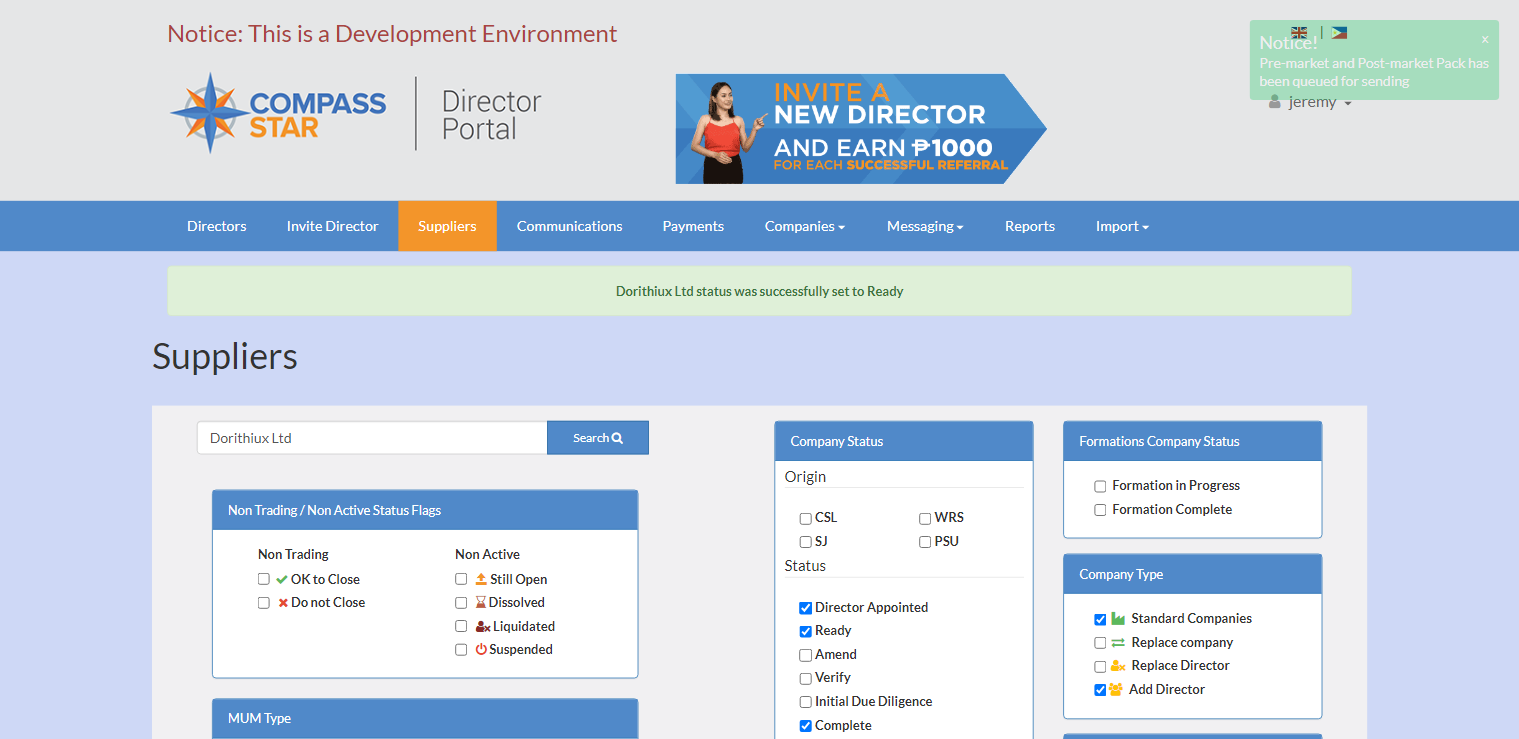 Notice: This is a Development Environment
Notice!
×
Pre-market and Post-market Pack has
been queued for sending
jeremy
COMPASS
STAR
Director
Portal
INVITE A
NEW DIRECTOR
AND EARN ₱1000
FOR EACH SUCCESSFUL REFERRAL
Directors
Invite Director
Suppliers
Communications
Payments
Companies
Messaging
Reports
Import
Dorithiux Ltd status was successfully set to Ready
Suppliers
Dorithiux Ltd
Search
Non Trading / Non Active Status Flags
Non Trading
OK to Close
Do not Close
Non Active
Still Open
Dissolved
Liquidated
Suspended
MUM Type
Company Status
Origin
CSL
WRS
SJ
PSU
Status
Director Appointed
Ready
Amend
Verify
Initial Due Diligence
Complete
Formations Company Status
Formation in Progress
Formation Complete
Company Type
Standard Companies
Replace company
Replace Director
Add Director